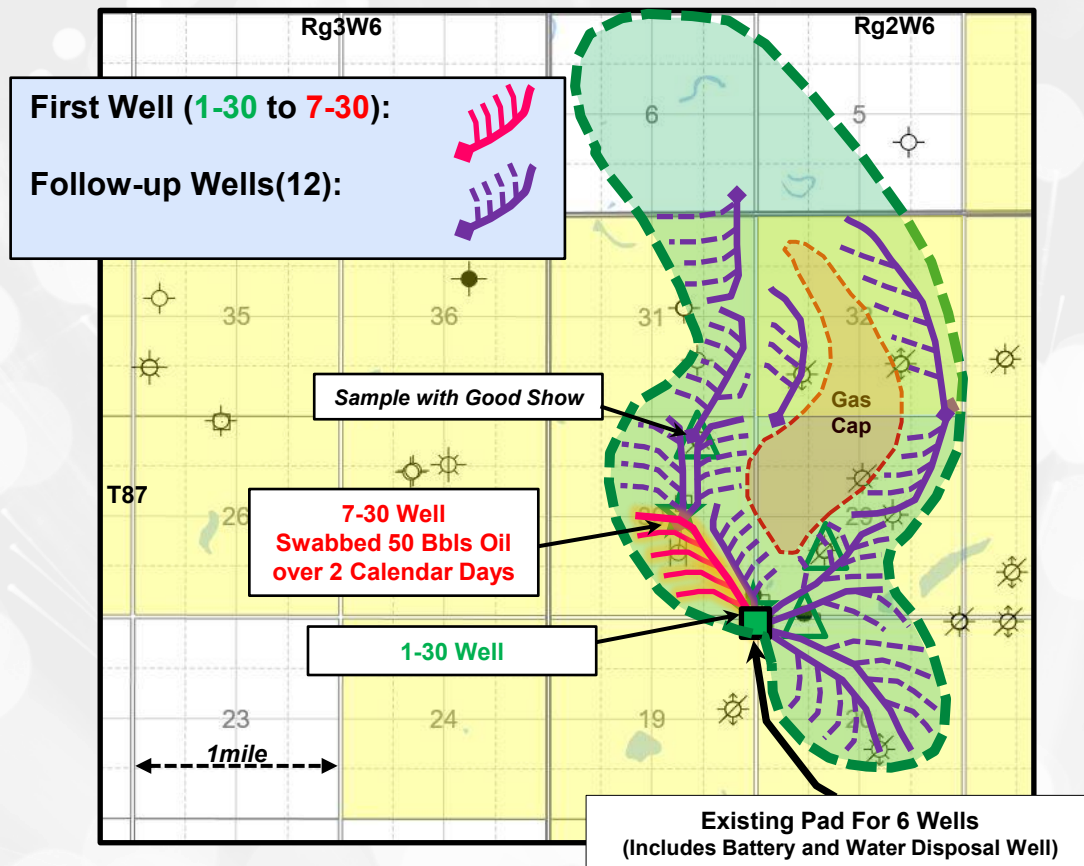 Rg3W6
Rg2W6
First Well (1-30 to 7-30):
Follow-up Wells(12):
6
5
35
36
31
32
Sample with Good Show
Gas
Cap
T87
26
7-30 Well
Swabbed 50 Bbls Oil
over 2 Calendar Days
1-30 Well
23
24
19
20
1mile
Existing Pad For 6 Wells
(Includes Battery and Water Disposal Well)